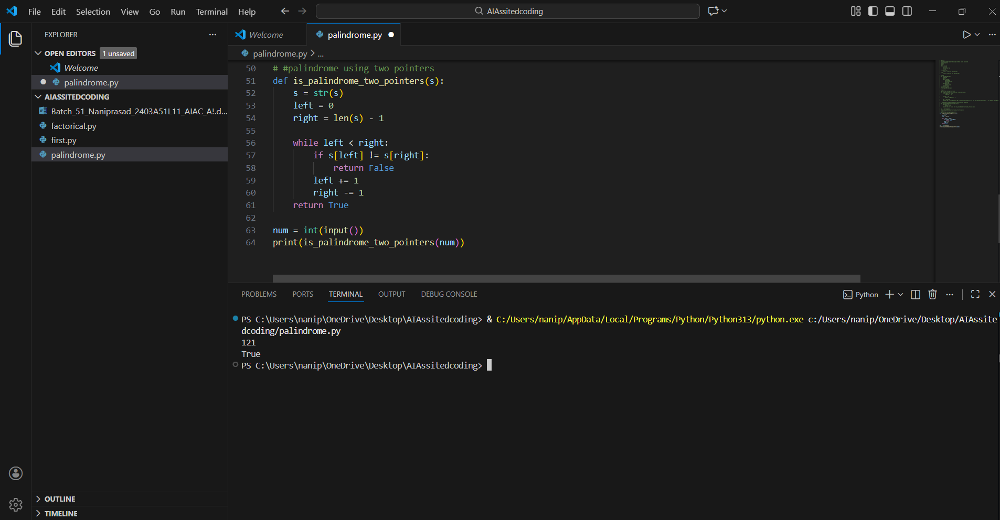 File Edit Selection View Go Run Terminal Help
AIAssitedcoding
EXPLORER
OPEN EDITORS 1 unsaved
Welcome
palindrome.py
AIASSITEDCODING
Batch_51_Naniprasad_2403A51L11_AIAC_A!.d...
factorical.py
first.py
palindrome.py
OUTLINE
TIMELINE
Welcome
palindrome.py
palindrome.py > ...
50 # #palindrome using two pointers
51 def is_palindrome_two_pointers(s):
52 s = str(s)
53 left = 0
54 right = len(s) - 1
55
56 while left < right:
57 if s[left] != s[right]:
58 return False
59 left += 1
60 right -= 1
61 return True
62
63 num = int(input())
64 print(is_palindrome_two_pointers(num))
PROBLEMS PORTS TERMINAL OUTPUT DEBUG CONSOLE
Python
PS C:\Users\nanip\OneDrive\Desktop\AIAssitedcoding> & C:/Users/nanip/AppData/Local/Programs/Python/Python313/python.exe c:/Users/nanip/OneDrive/Desktop/AIAssite
dcoding/palindrome.py
121
True
PS C:\Users\nanip\OneDrive\Desktop\AIAssitedcoding>